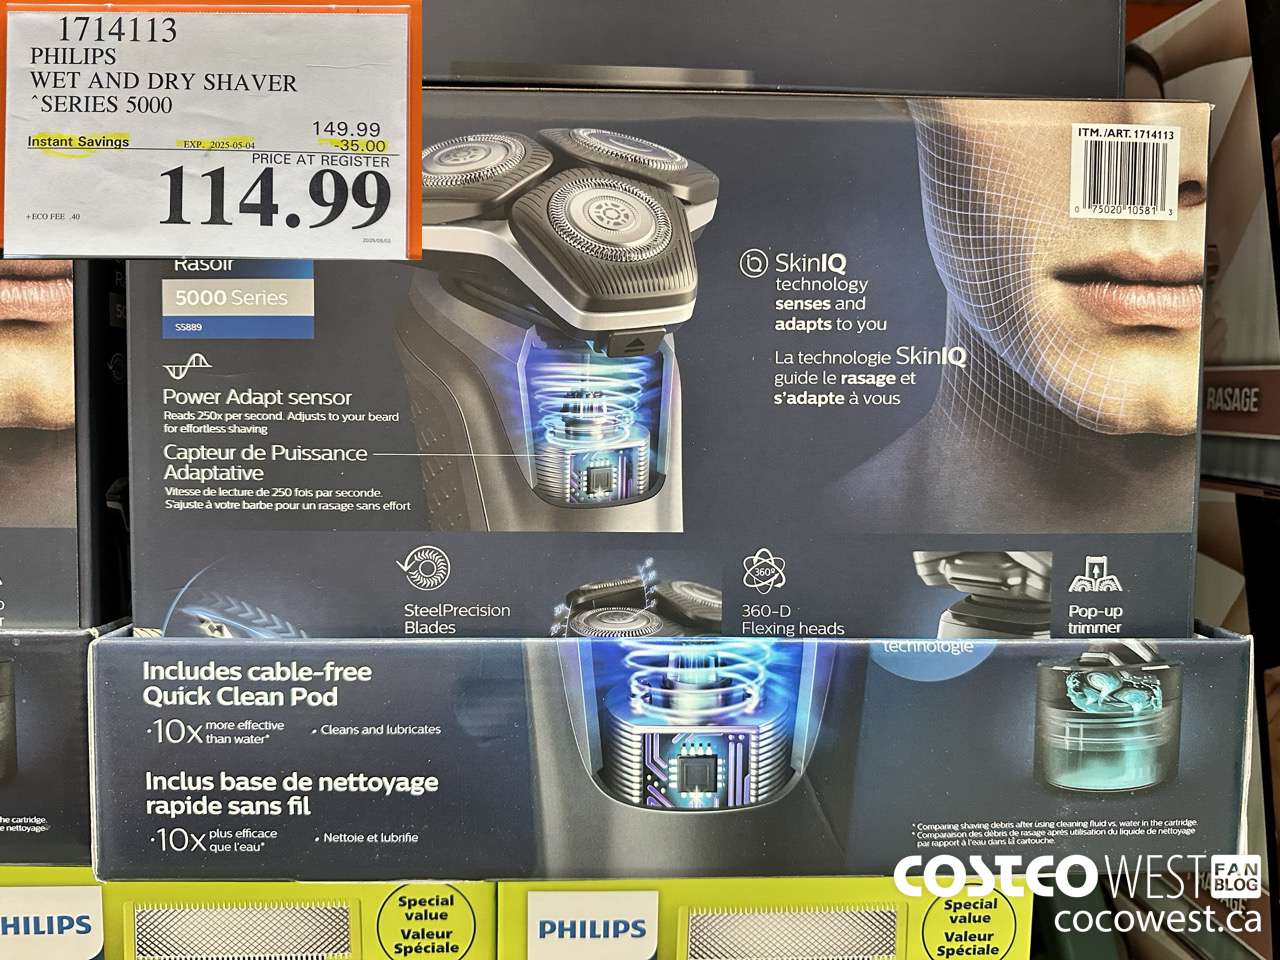 1714113
PHILIPS
WET AND DRY SHAVER
^SERIES 5000
149.99
Instant Savings EXP. 2025-05-04 -35.00
PRICE AT REGISTER
114.99
+ECO FEE .40
ITM./ART. 1714113
0 75020 10581 3
Rasoir
5000 Series
S5889
SkinIQ
technology
senses and
adapts to you
La technologie SkinIQ
guide le rasage et
s'adapte à vous
Power Adapt sensor
Reads 250x per second. Adjusts to your beard
for effortless shaving
Capteur de Puissance
Adaptative
Vitesse de lecture de 250 fois par seconde.
S'ajuste à votre barbe pour un rasage sans effort
RASAGE
SteelPrecision
Blades
360°
360-D
Flexing heads
Pop-up
trimmer
technologie
Includes cable-free
Quick Clean Pod
·10x more effective
than water*
• Cleans and lubricates
Inclus base de nettoyage
rapide sans fil
·10x plus efficace
que l'eau*
• Nettoie et lubrifie
he cartridge.
e nettoyage
* Comparing shaving debris after using cleaning fluid vs. water in the cartridge.
* Comparaison des débris de rasage après utilisation du liquide de nettoyage
par rapport à l'eau dans la cartouche.
HILIPS
Special
value
Valeur
Spéciale
PHILIPS
Special
value
Valeur
Spéciale
COSTCO WEST FAN
BLOG
cocowest.ca